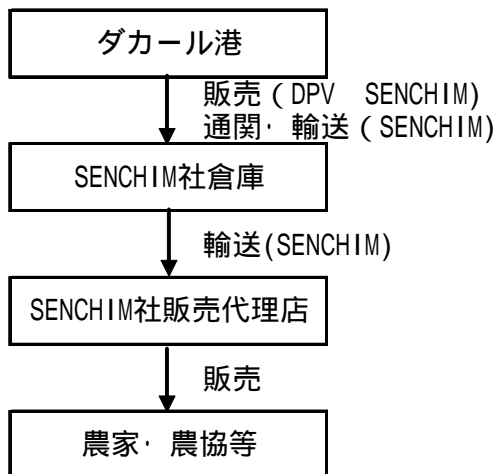 ダカール港
販売（DPV　SENCHIM)
通関・輸送（SENCHIM)
SENCHIM社倉庫
輸送(SENCHIM)
SENCHIM社販売代理店
販売
農家・農協等